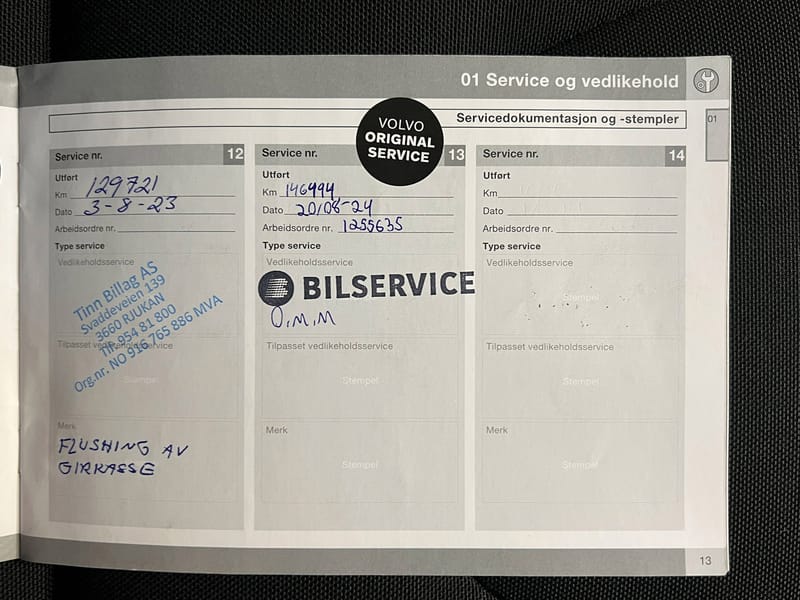 01 Service og vedlikehold
01
Servicedokumentasjon og -stempler
VOLVO
ORIGINAL
SERVICE
Service nr. 12
Utført
Km 129721
Dato 3-8-23
Arbeidsordre nr.
Type service
Vedlikeholdsservice
Tinn Billag AS
Svaddeveien 139
3660 RJUKAN
Tlf. 954 81 800
Org.nr. NO 916 765 886 MVA
Tilpasset vedlikeholdsservice
Stempel
Merk
FLUSHING AV
GIRKASSE
Service nr. 13
Utført
Km 146994
Dato 20/08-24
Arbeidsordre nr. 1255635
Type service
Vedlikeholdsservice
BILSERVICE
O.M.M
Tilpasset vedlikeholdsservice
Stempel
Merk
Stempel
Service nr. 14
Utført
Km
Dato
Arbeidsordre nr.
Type service
Vedlikeholdsservice
Stempel
Tilpasset vedlikeholdsservice
Stempel
Merk
Stempel
13